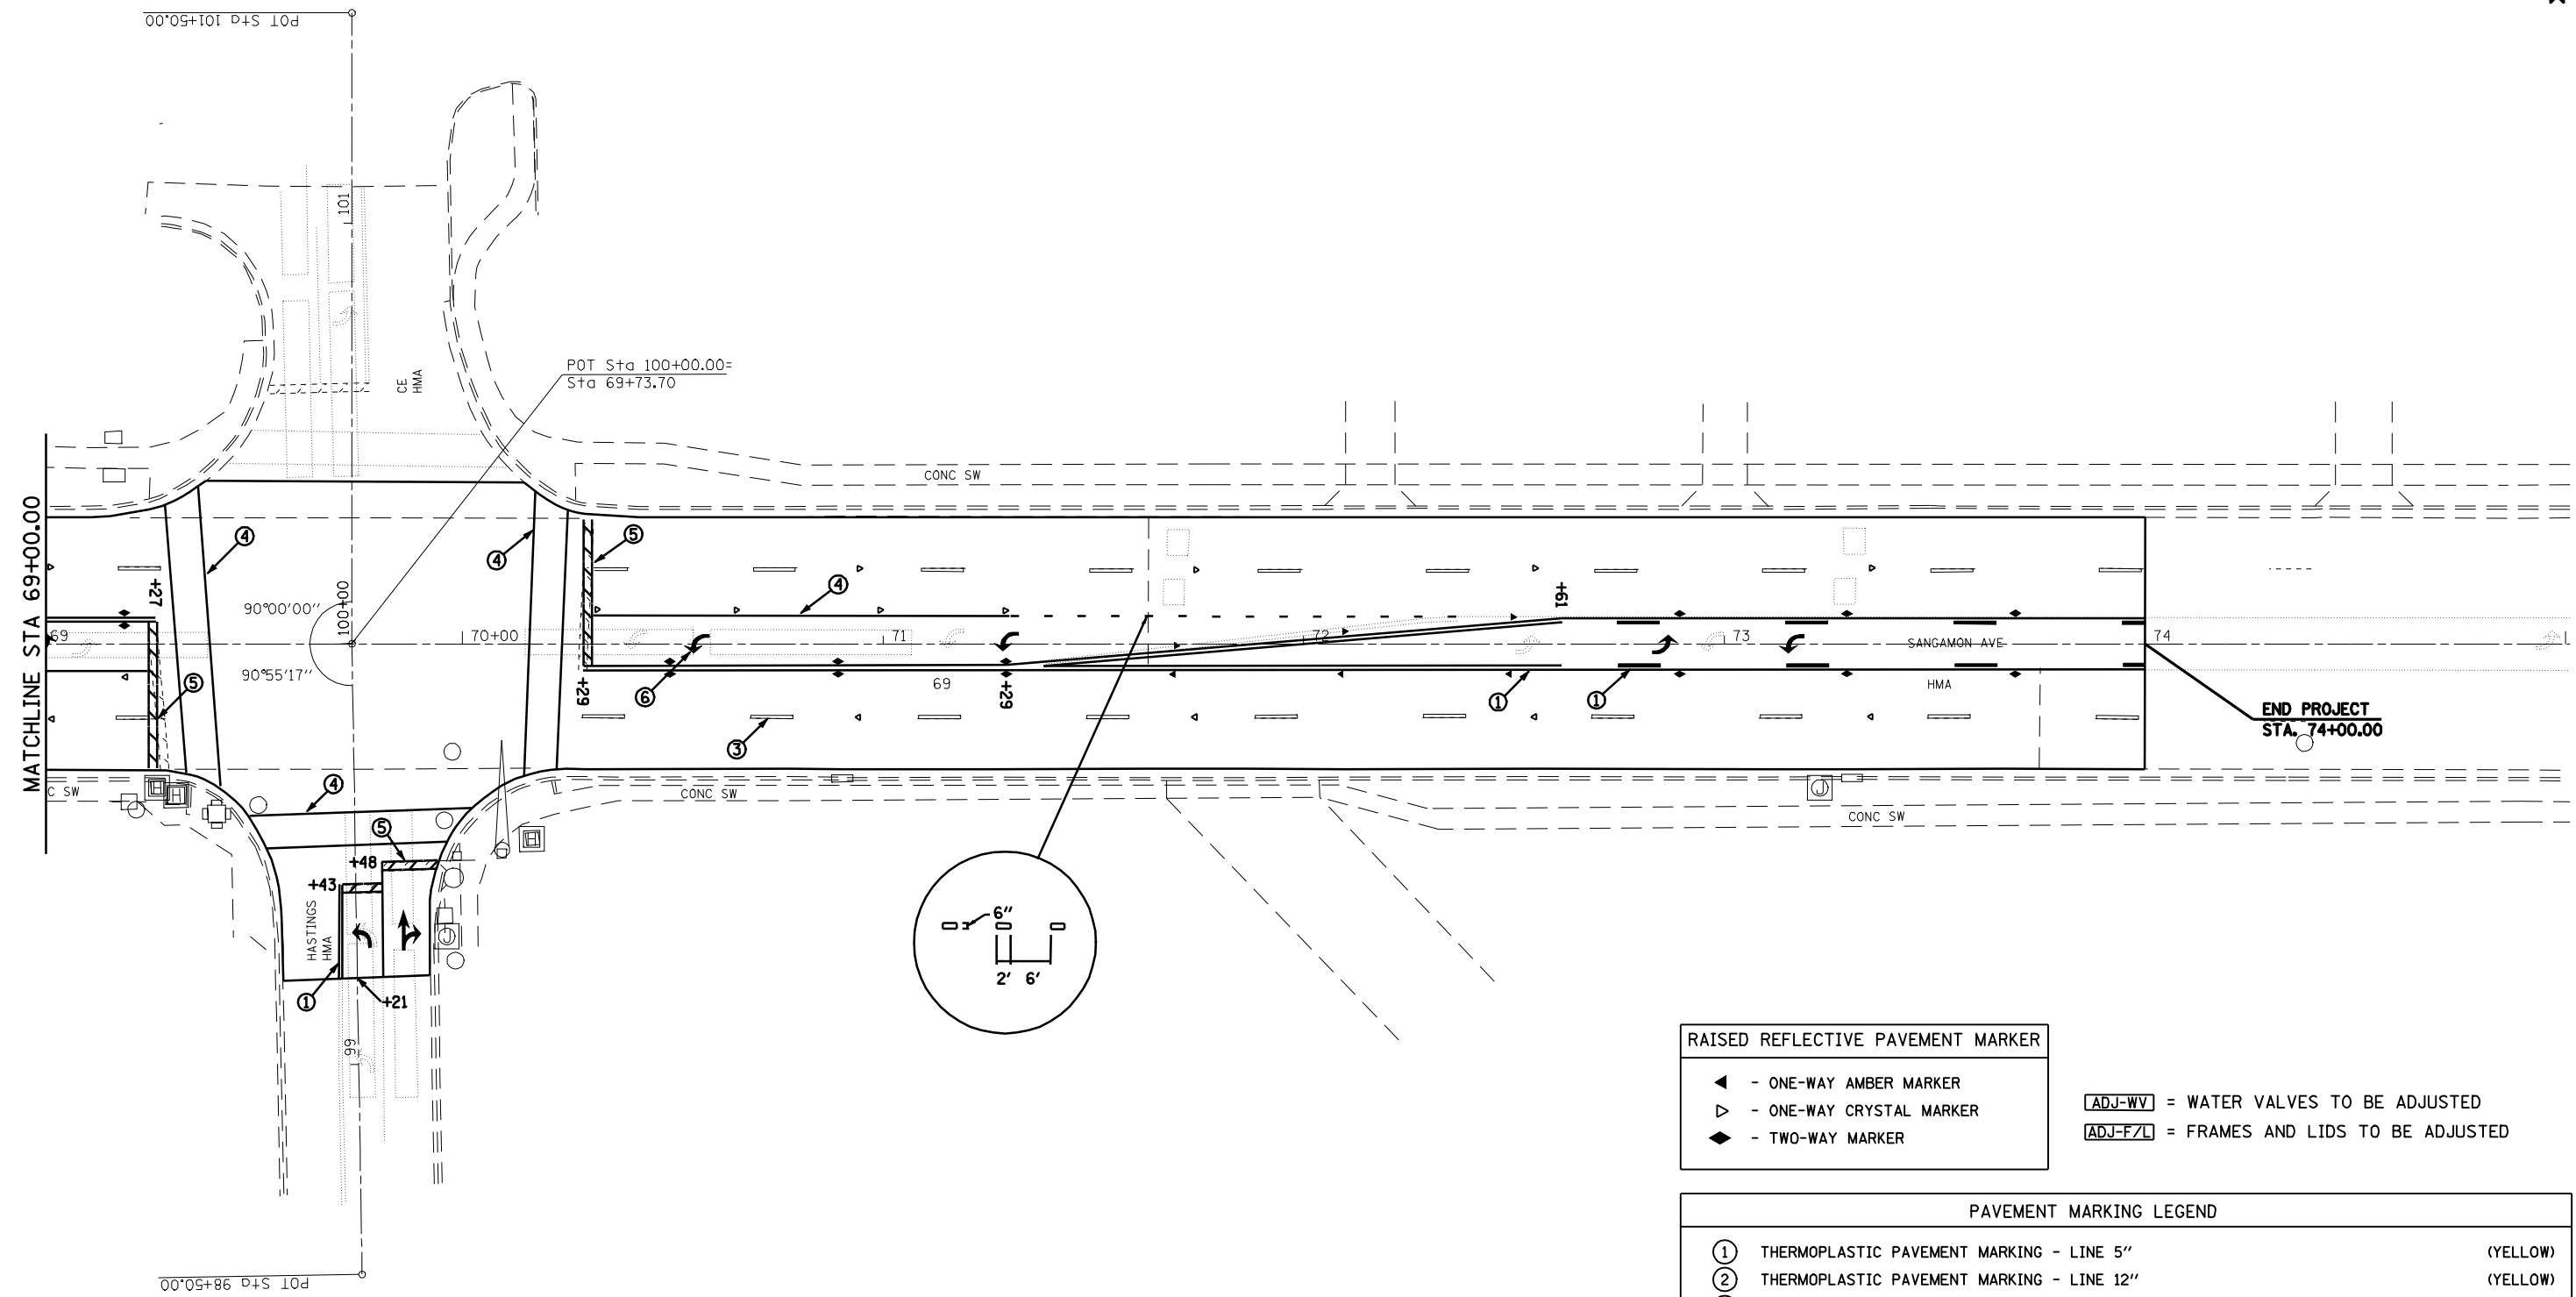 POT Sta 101+50.00
101
CE
HMA
POT Sta 100+00.00=
Sta 69+73.70
MATCHLINE STA 69+00.00
CONC SW
4
4
5
4
+27
100+00
90°00'00"
90°55'17"
69
70+00
71
72
73
74
+61
SANGAMON AVE
5
+29
6
69
+29
1
1
HMA
3
END PROJECT
STA. 74+00.00
C SW
H
H
H
CONC SW
J
CONC SW
4
5
+48
+43
HASTINGS
HMA
J
1
+21
6"
2' 6'
99
POT Sta 98+50.00
RAISED REFLECTIVE PAVEMENT MARKER
- ONE-WAY AMBER MARKER
- ONE-WAY CRYSTAL MARKER
- TWO-WAY MARKER
ADJ-WV = WATER VALVES TO BE ADJUSTED
ADJ-F/L = FRAMES AND LIDS TO BE ADJUSTED
PAVEMENT MARKING LEGEND
1 THERMOPLASTIC PAVEMENT MARKING - LINE 5" (YELLOW)
2 THERMOPLASTIC PAVEMENT MARKING - LINE 12" (YELLOW)